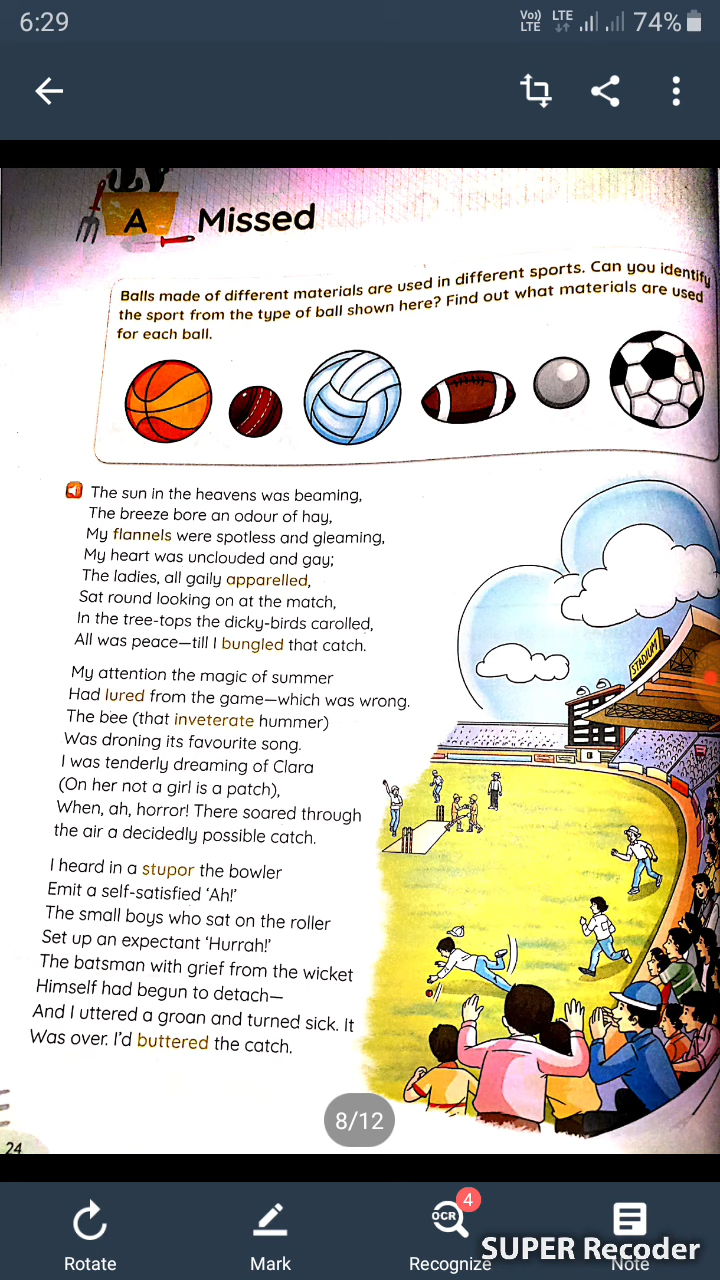 6:29
Vo) LTE
LTE
74%
A Missed
Balls made of different materials are used in different sports. Can you identify
the sport from the type of ball shown here? Find out what materials are used
for each ball.
The sun in the heavens was beaming,
The breeze bore an odour of hay,
My flannels were spotless and gleaming,
My heart was unclouded and gay;
The ladies, all gaily apparelled,
Sat round looking on at the match,
In the tree-tops the dicky-birds carolled,
All was peace—till I bungled that catch.
My attention the magic of summer
Had lured from the game—which was wrong.
The bee (that inveterate hummer)
Was droning its favourite song.
I was tenderly dreaming of Clara
(On her not a girl is a patch),
When, ah, horror! There soared through
the air a decidedly possible catch.
I heard in a stupor the bowler
Emit a self-satisfied ‘Ah!’
The small boys who sat on the roller
Set up an expectant ‘Hurrah!’
The batsman with grief from the wicket
Himself had begun to detach—
And I uttered a groan and turned sick. It
Was over. I’d buttered the catch.
STADIUM
8/12
24
Rotate
Mark
OCR
4
Recognize
Note
SUPER Recoder